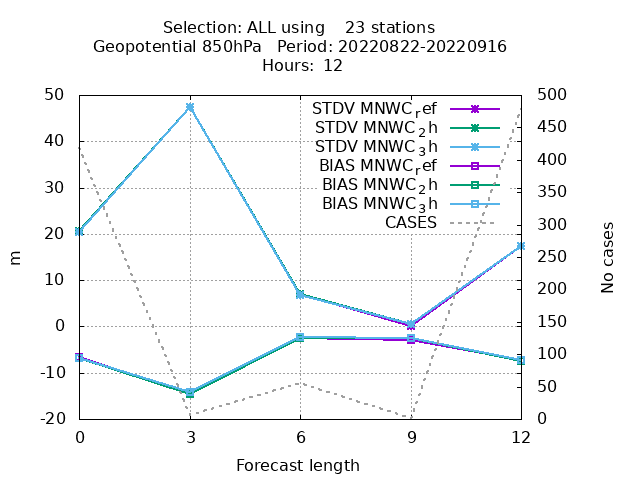 Selection: ALL using    23 stations
Geopotential 850hPa   Period: 20220822-20220916
Hours: 12
50
40
30
20
10
0
-10
-20
m
500
450
400
350
300
250
200
150
100
50
0
No cases
STDV MNWC_ref
STDV MNWC_2h
STDV MNWC_3h
BIAS MNWC_ref
BIAS MNWC_2h
BIAS MNWC_3h
CASES
0 3 6 9 12
Forecast length